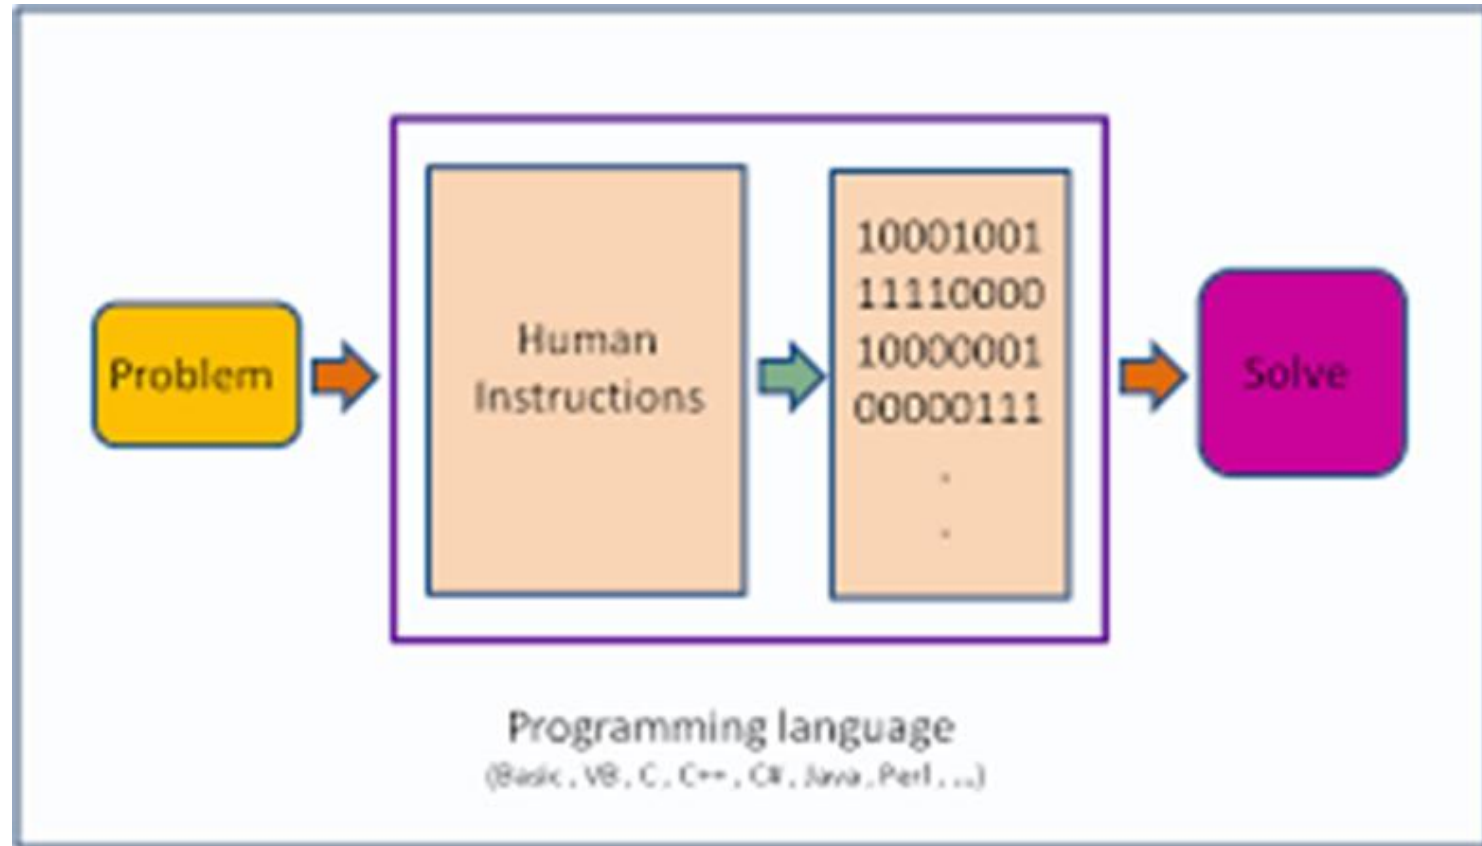 Problem
Human
Instructions
10001001
11110000
10000001
00000111
.
.
Solve
Programming language
(Basic , VB , C , C++ , C# , Java , Perl , ...)